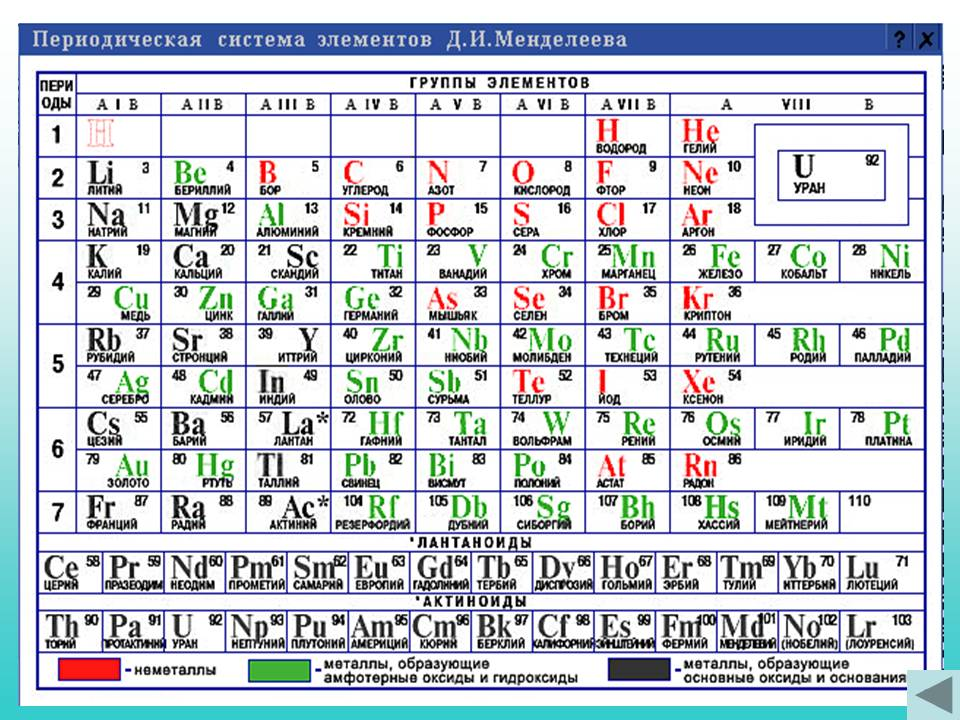 Периодическая система элементов Д.И.Менделеева ? X
ПЕРИ ОДЫ ГРУППЫ ЭЛЕМЕНТОВ
А I В А II В А III В А IV В А V В А VI В А VII В А VIII В
1 H H ВОДОРОД He ГЕЛИЙ U 92 УРАН
2 Li 3 ЛИТИЙ Be 4 БЕРИЛЛИЙ B 5 БОР C 6 УГЛЕРОД N 7 АЗОТ O 8 КИСЛОРОД F 9 ФТОР Ne 10 НЕОН
3 Na 11 НАТРИЙ Mg 12 МАГНИЙ Al 13 АЛЮМИНИЙ Si 14 КРЕМНИЙ P 15 ФОСФОР S 16 СЕРА Cl 17 ХЛОР Ar 18 АРГОН
4 K 19 КАЛИЙ Ca 20 КАЛЬЦИЙ 21 Sc СКАНДИЙ 22 Ti ТИТАН 23 V ВАНАДИЙ 24 Cr ХРОМ 25 Mn МАРГАНЕЦ 26 Fe ЖЕЛЕЗО 27 Co КОБАЛЬТ 28 Ni НИКЕЛЬ
29 Cu МЕДЬ 30 Zn ЦИНК Ga 31 ГАЛЛИЙ Ge 32 ГЕРМАНИЙ As 33 МЫШЬЯК Se 34 СЕЛЕН Br 35 БРОМ Kr 36 КРИПТОН
5 Rb 37 РУБИДИЙ Sr 38 СТРОНЦИЙ 39 Y ИТТРИЙ 40 Zr ЦИРКОНИЙ 41 Nb НИОБИЙ 42 Mo МОЛИБДЕН 43 Tc ТЕХНЕЦИЙ 44 Ru РУТЕНИЙ 45 Rh РОДИЙ 46 Pd ПАЛЛАДИЙ
47 Ag СЕРЕБРО 48 Cd КАДМИЙ In 49 ИНДИЙ Sn 50 ОЛОВО Sb 51 СУРЬМА Te 52 ТЕЛЛУР I 53 ЙОД Xe 54 КСЕНОН
6 Cs 55 ЦЕЗИЙ Ba 56 БАРИЙ 57 La* ЛАНТАН 72 Hf ГАФНИЙ 73 Ta ТАНТАЛ 74 W ВОЛЬФРАМ 75 Re РЕНИЙ 76 Os ОСМИЙ 77 Ir ИРИДИЙ 78 Pt ПЛАТИНА
79 Au ЗОЛОТО 80 Hg РТУТЬ Tl 81 ТАЛЛИЙ Pb 82 СВИНЕЦ Bi 83 ВИСМУТ Po 84 ПОЛОНИЙ At 85 АСТАТ Rn 86 РАДОН
7 Fr 87 ФРАНЦИЙ Ra 88 РАДИЙ 89 Ac* АКТИНИЙ 104 Rf РЕЗЕРФОРДИЙ 105 Db ДУБНИЙ 106 Sg СИБОРГИЙ 107 Bh БОРИЙ 108 Hs ХАССИЙ 109 Mt МЕЙТНЕРИЙ 110
*ЛАНТАНОИДЫ
Ce 58 Pr 59 Nd 60 Pm 61 Sm 62 Eu 63 Gd 64 Tb 65 Dy 66 Ho 67 Er 68 Tm 69 Yb 70 Lu 71
ЦЕРИЙ ПРАЗЕОДИМ НЕОДИМ ПРОМЕТИЙ САМАРИЙ ЕВРОПИЙ ГАДОЛИНИЙ ТЕРБИЙ ДИСПРОЗИЙ ГОЛЬМИЙ ЭРБИЙ ТУЛИЙ ИТТЕРБИЙ ЛЮТЕЦИЙ
*АКТИНОИДЫ
Th 90 Pa 91 U 92 Np 93 Pu 94 Am 95 Cm 96 Bk 97 Cf 98 Es 99 Fm 100 Md 101 No 102 Lr 103
ТОРИЙ ПРОТАКТИНИЙ УРАН НЕПТУНИЙ ПЛУТОНИЙ АМЕРИЦИЙ КЮРИЙ БЕРКЛИЙ КАЛИФОРНИЙ ЭЙНШТЕЙНИЙ ФЕРМИЙ МЕНДЕЛЕВИЙ (НОБЕЛИЙ) (ЛОУРЕНСИЙ)
-неметаллы -металлы, образующие амфотерные оксиды и гидроксиды -металлы, образующие основные оксиды и основания